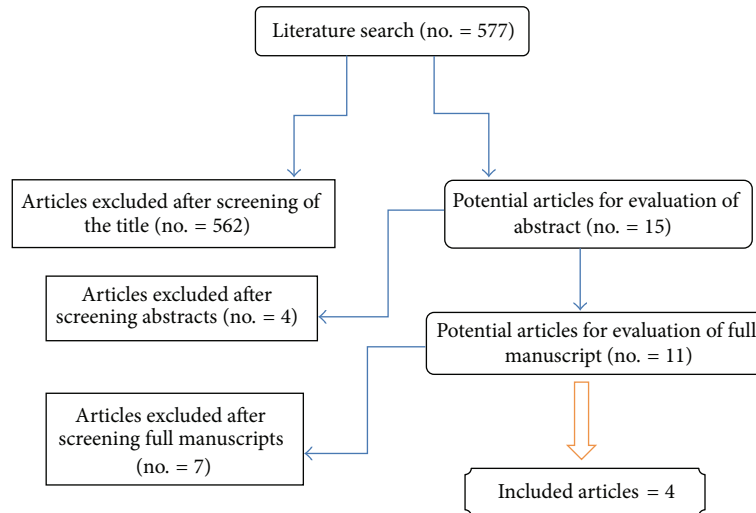 Literature search (no. = 577)
Articles excluded after screening of
the title (no. = 562)
Potential articles for evaluation of
abstract (no. = 15)
Articles excluded after
screening abstracts (no. = 4)
Potential articles for evaluation of full
manuscript (no. = 11)
Articles excluded after
screening full manuscripts
(no. = 7)
Included articles = 4